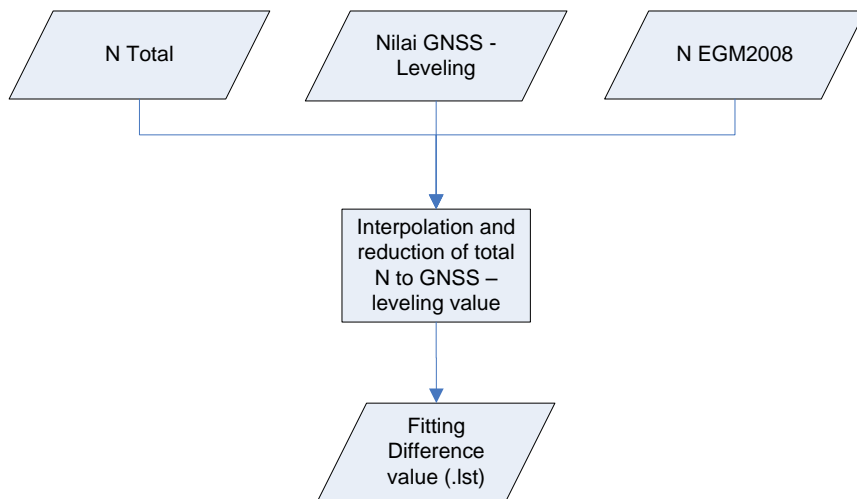 N Total
Nilai GNSS -
Leveling
N EGM2008
Interpolation and
reduction of total
N to GNSS –
leveling value
Fitting
Difference
value (.lst)